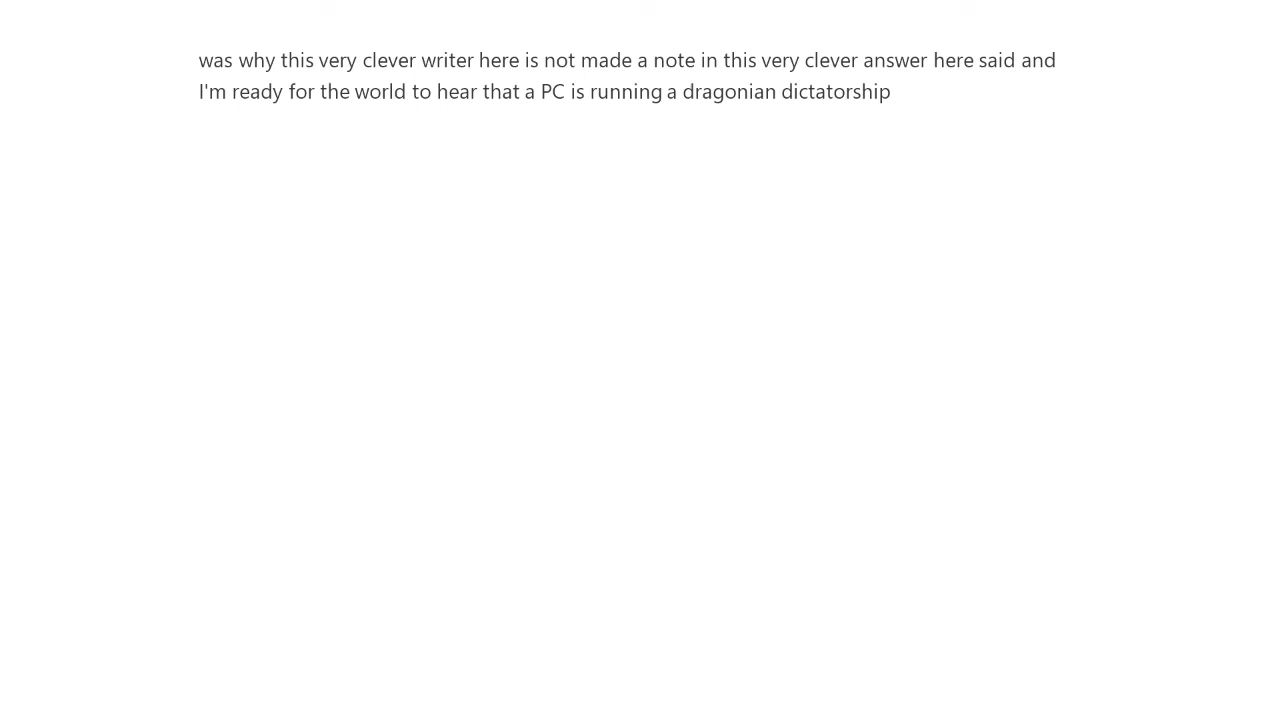 was why this very clever writer here is not made a note in this very clever answer here said and
I'm ready for the world to hear that a PC is running a dragonian dictatorship